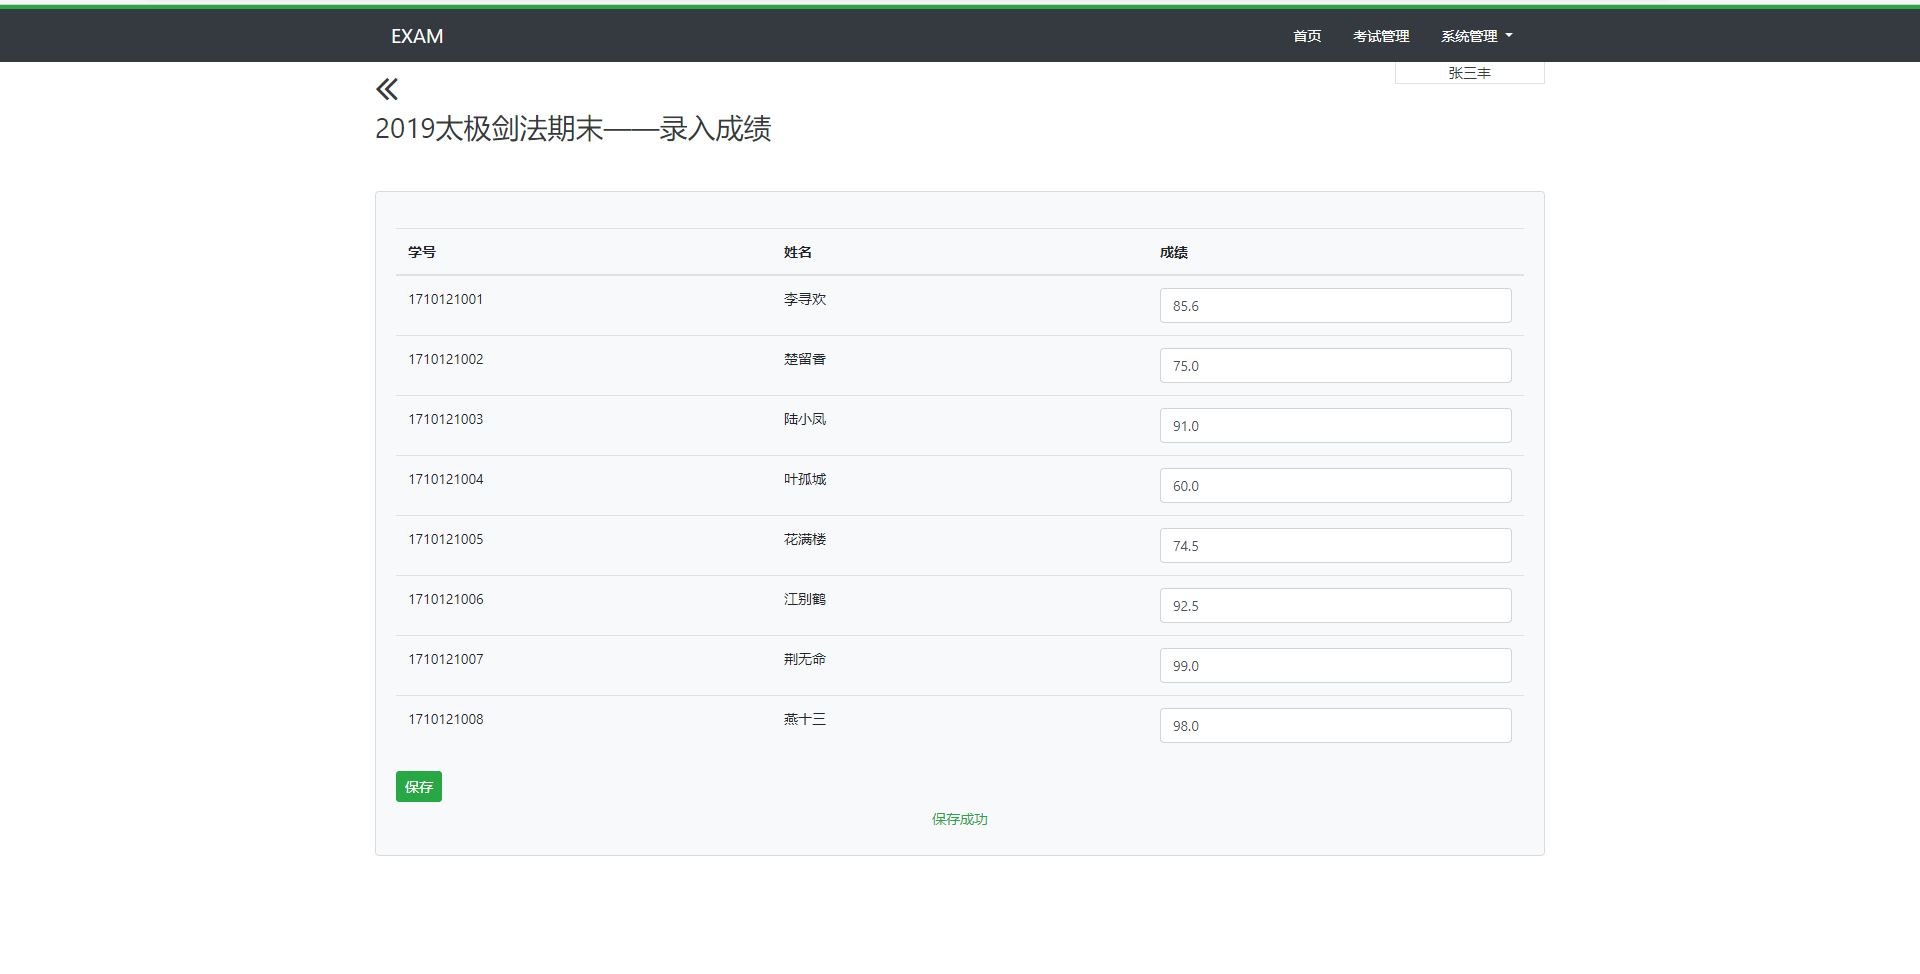 EXAM 首页 考试管理 系统管理
张三丰
2019太极剑法期末——录入成绩
学号 姓名 成绩
1710121001 李寻欢 85.6
1710121002 楚留香 75.0
1710121003 陆小凤 91.0
1710121004 叶孤城 60.0
1710121005 花满楼 74.5
1710121006 江别鹤 92.5
1710121007 荆无命 99.0
1710121008 燕十三 98.0
保存
保存成功